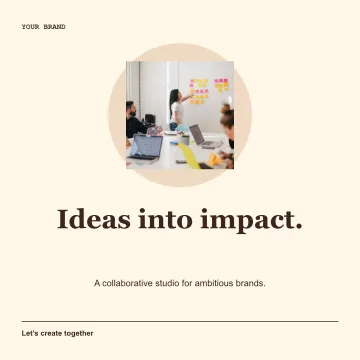 YOUR BRAND
Ideas into impact.
A collaborative studio for ambitious brands.
Let's create together